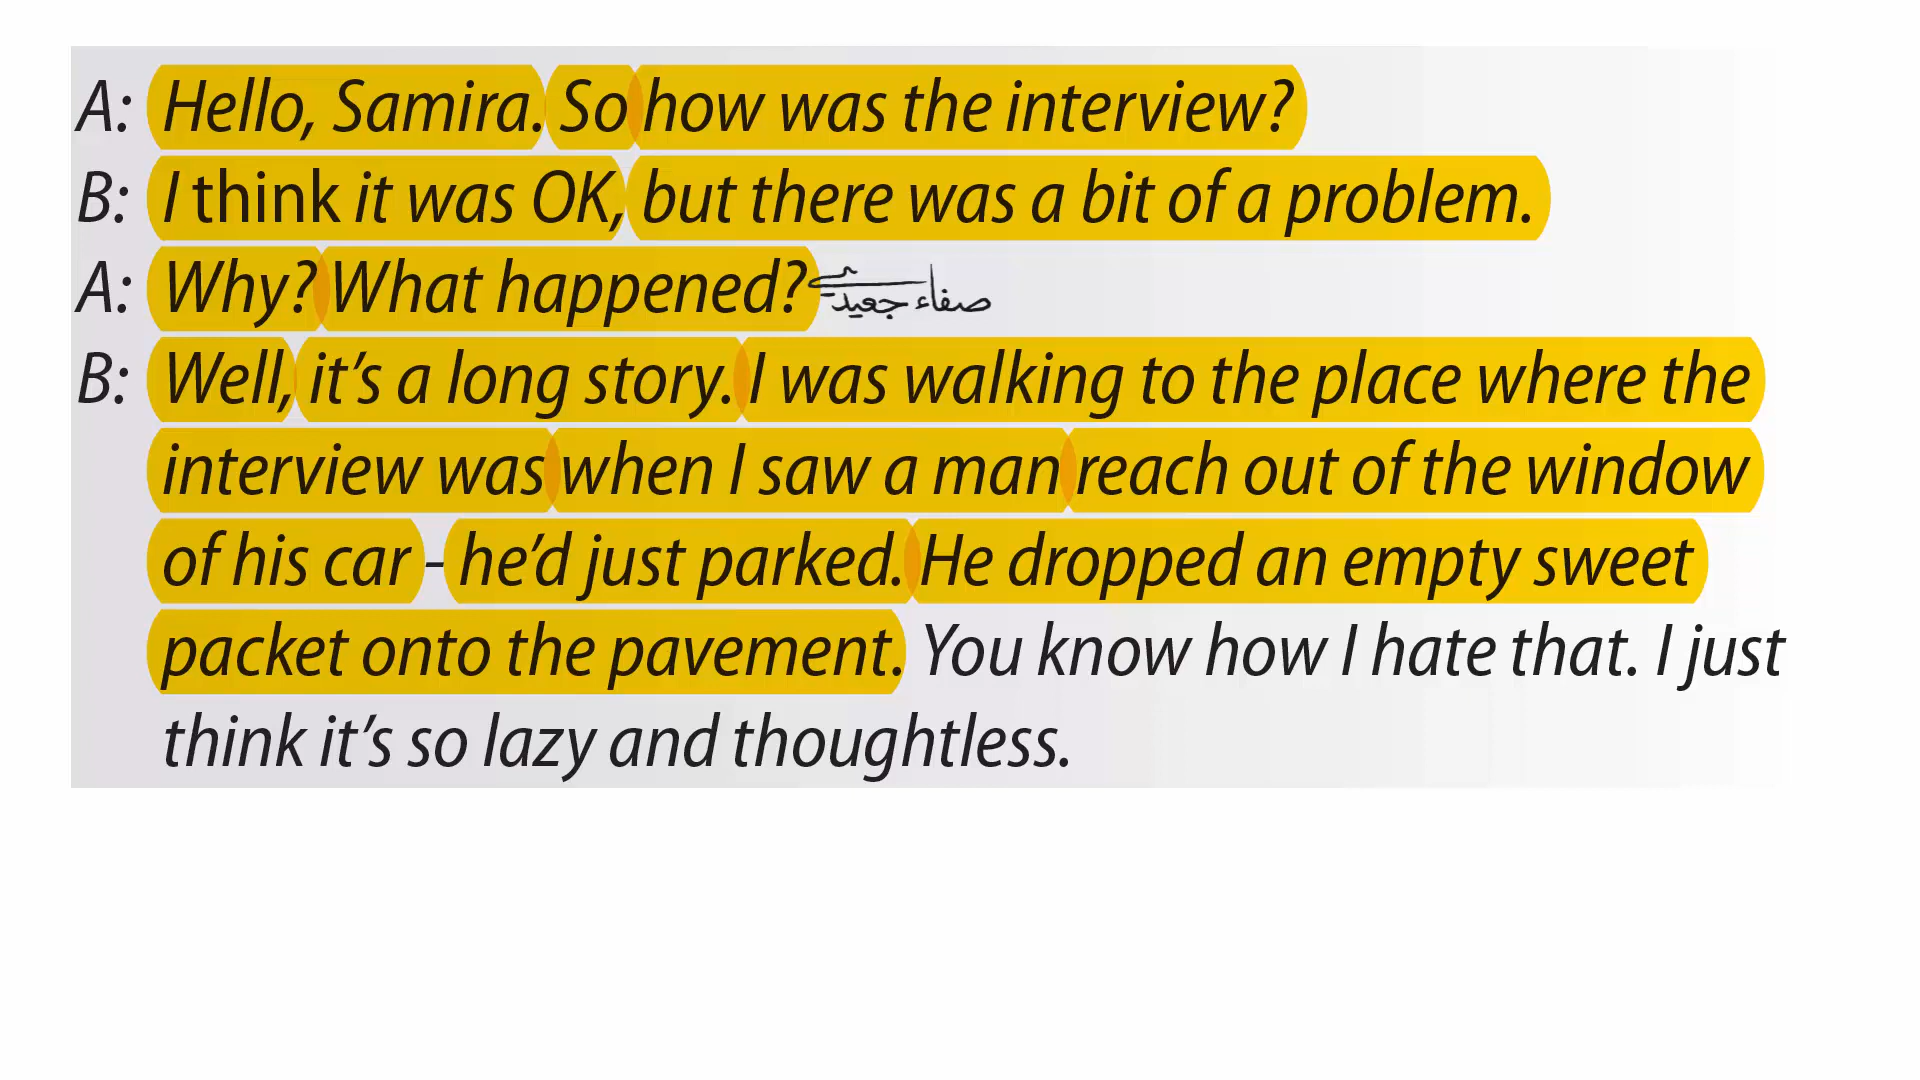 A: Hello, Samira. So how was the interview?
B: I think it was OK, but there was a bit of a problem.
A: Why? What happened?
صفاء جعيد
B: Well, it’s a long story. I was walking to the place where the
interview was when I saw a man reach out of the window
of his car - he’d just parked. He dropped an empty sweet
packet onto the pavement. You know how I hate that. I just
think it’s so lazy and thoughtless.